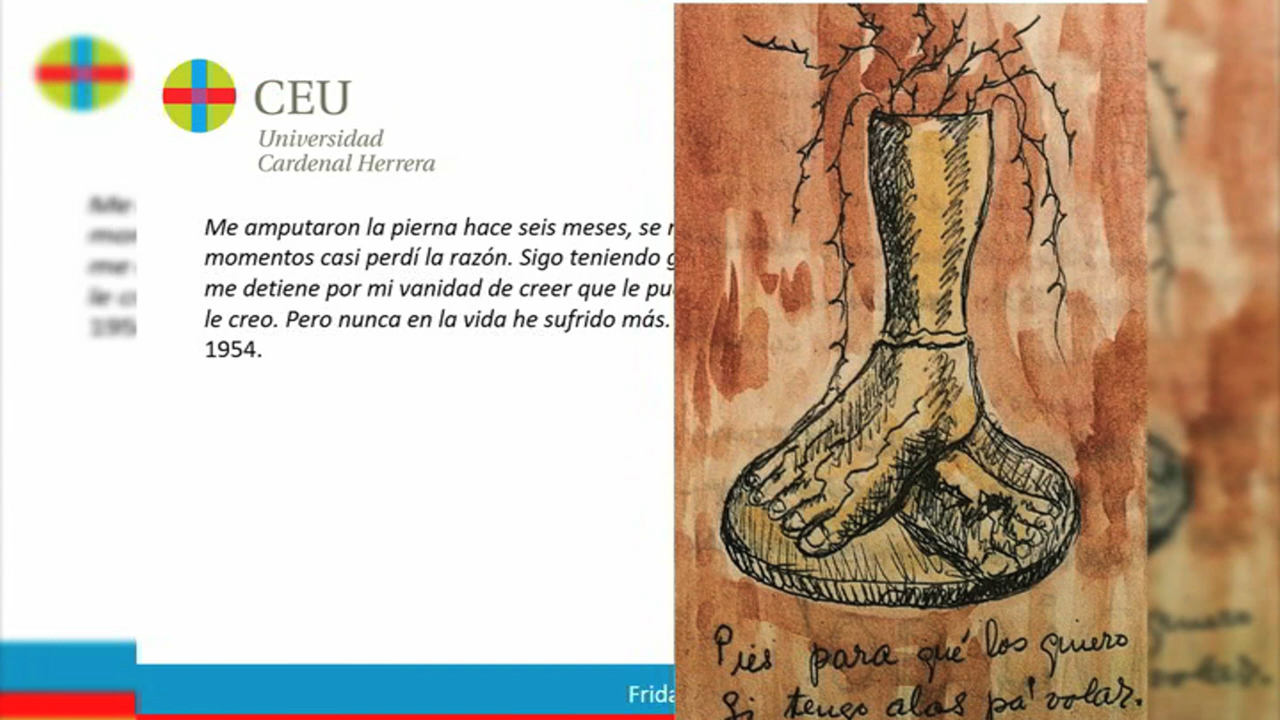 CEU
Universidad
Cardenal Herrera
Me amputaron la pierna hace seis meses, se
momentos casi perdí la razón. Sigo teniendo
me detiene por mi vanidad de creer que le
le creo. Pero nunca en la vida he sufrido más.
1954.
Frida
Pies para qué los quiero
Si tengo alas pa' volar.